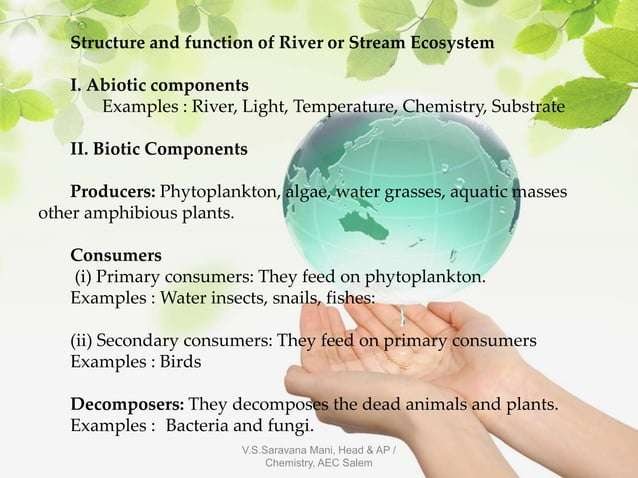 Structure and function of River or Stream Ecosystem
I. Abiotic components
Examples : River, Light, Temperature, Chemistry, Substrate
II. Biotic Components
Producers: Phytoplankton, algae, water grasses, aquatic masses
other amphibious plants.
Consumers
(i) Primary consumers: They feed on phytoplankton.
Examples : Water insects, snails, fishes:
(ii) Secondary consumers: They feed on primary consumers
Examples : Birds
Decomposers: They decomposes the dead animals and plants.
Examples :  Bacteria and fungi.
V.S.Saravana Mani, Head & AP /
Chemistry, AEC Salem